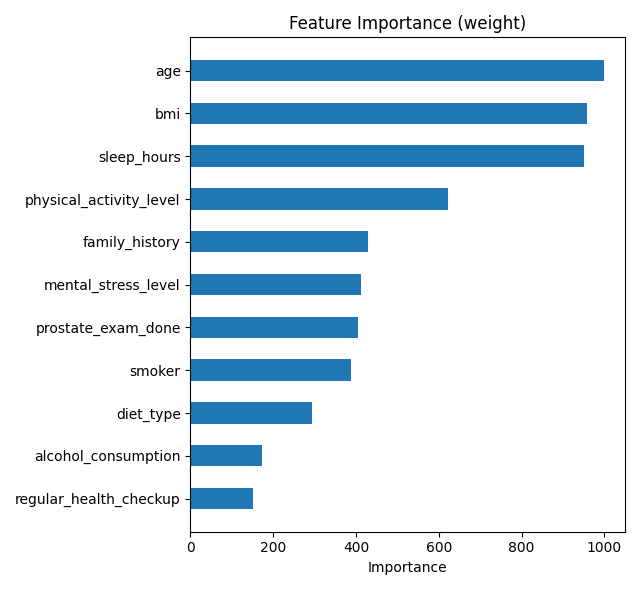 Feature Importance (weight)
age
bmi
sleep_hours
physical_activity_level
family_history
mental_stress_level
prostate_exam_done
smoker
diet_type
alcohol_consumption
regular_health_checkup
0 200 400 600 800 1000
Importance